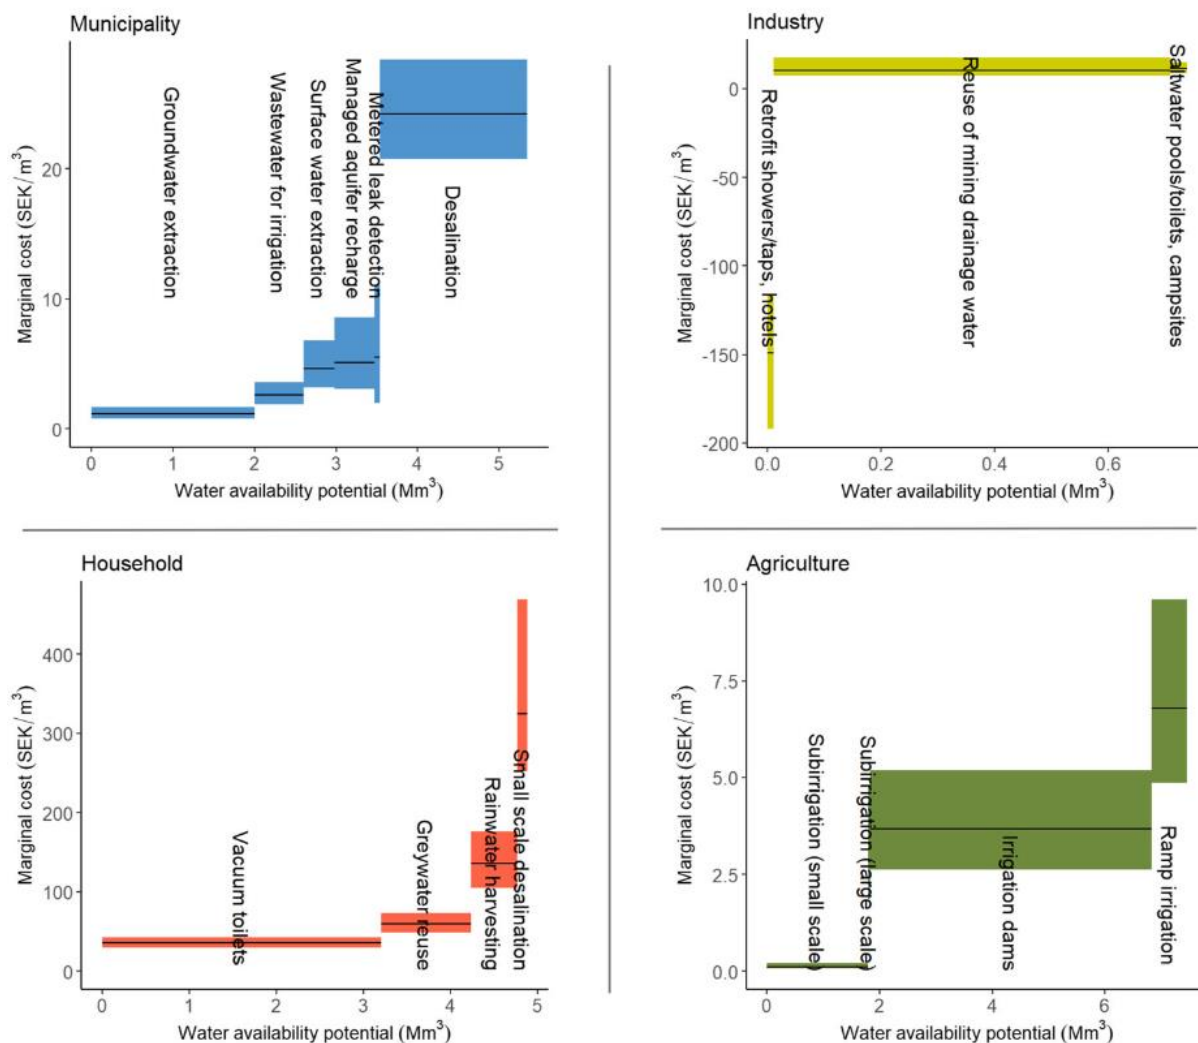 Municipality
Marginal cost (SEK/m³)
20
10
0
Groundwater extraction
Wastewater for irrigation
Surface water extraction
Managed aquifer recharge
Metered leak detection
Desalination
0 1 2 3 4 5
Water availability potential (Mm³)
Industry
Marginal cost (SEK/m³)
0
-50
-100
-150
-200
Retrofit showers/taps, hotels
Reuse of mining drainage water
Saltwater pools/toilets, campsites
0.0 0.2 0.4 0.6
Water availability potential (Mm³)
Household
Marginal cost (SEK/m³)
400
300
200
100
0
Vacuum toilets
Greywater reuse
Rainwater harvesting
Small scale desalination
0 1 2 3 4 5
Water availability potential (Mm³)
Agriculture
Marginal cost (SEK/m³)
10.0
7.5
5.0
2.5
0.0
Subirrigation (small scale)
Subirrigation (large scale)
Irrigation dams
Ramp irrigation
0 2 4 6
Water availability potential (Mm³)